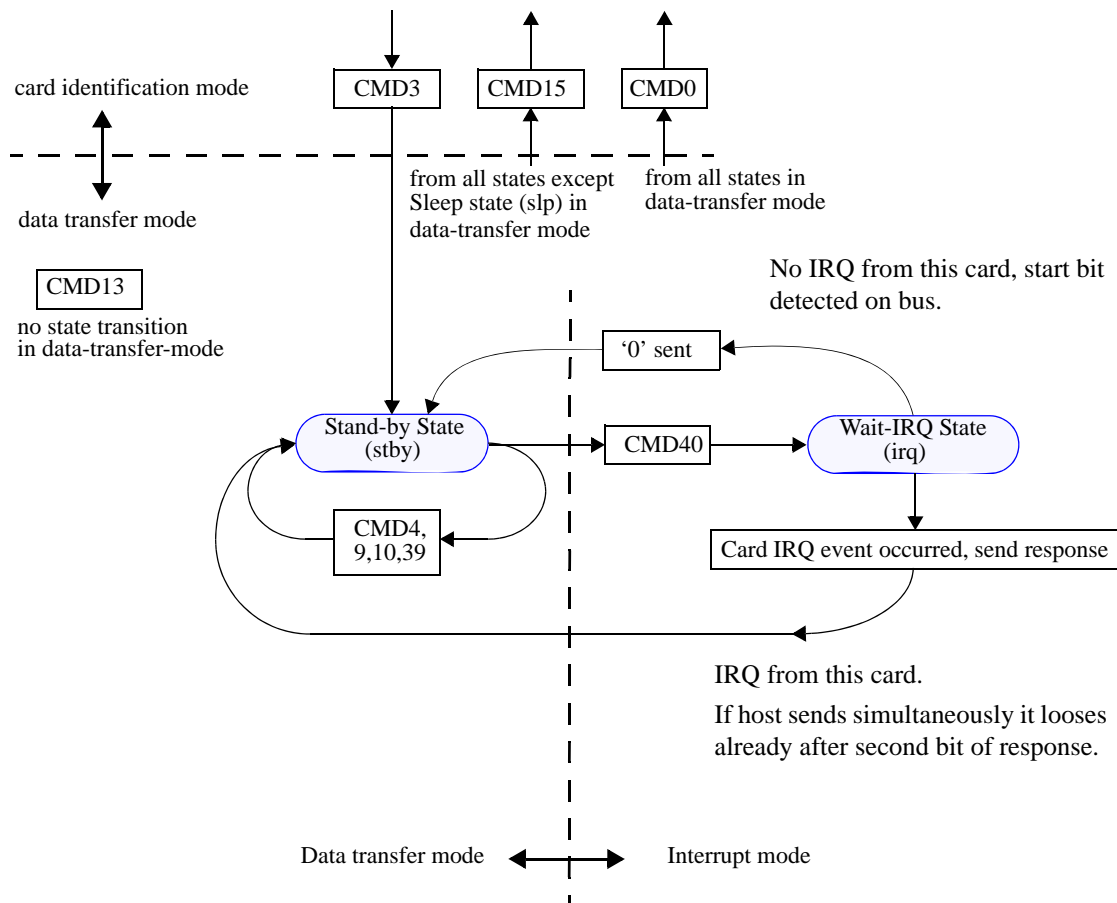 CMD3
CMD15
CMD0
card identification mode
from all states except
Sleep state (slp) in
data-transfer mode
from all states in
data-transfer mode
data transfer mode
CMD13
no state transition
in data-transfer-mode
No IRQ from this card, start bit
detected on bus.
‘0’ sent
Stand-by State
(stby)
CMD40
Wait-IRQ State
(irq)
CMD4,
9,10,39
Card IRQ event occurred, send response
IRQ from this card.
If host sends simultaneously it looses
already after second bit of response.
Data transfer mode
Interrupt mode